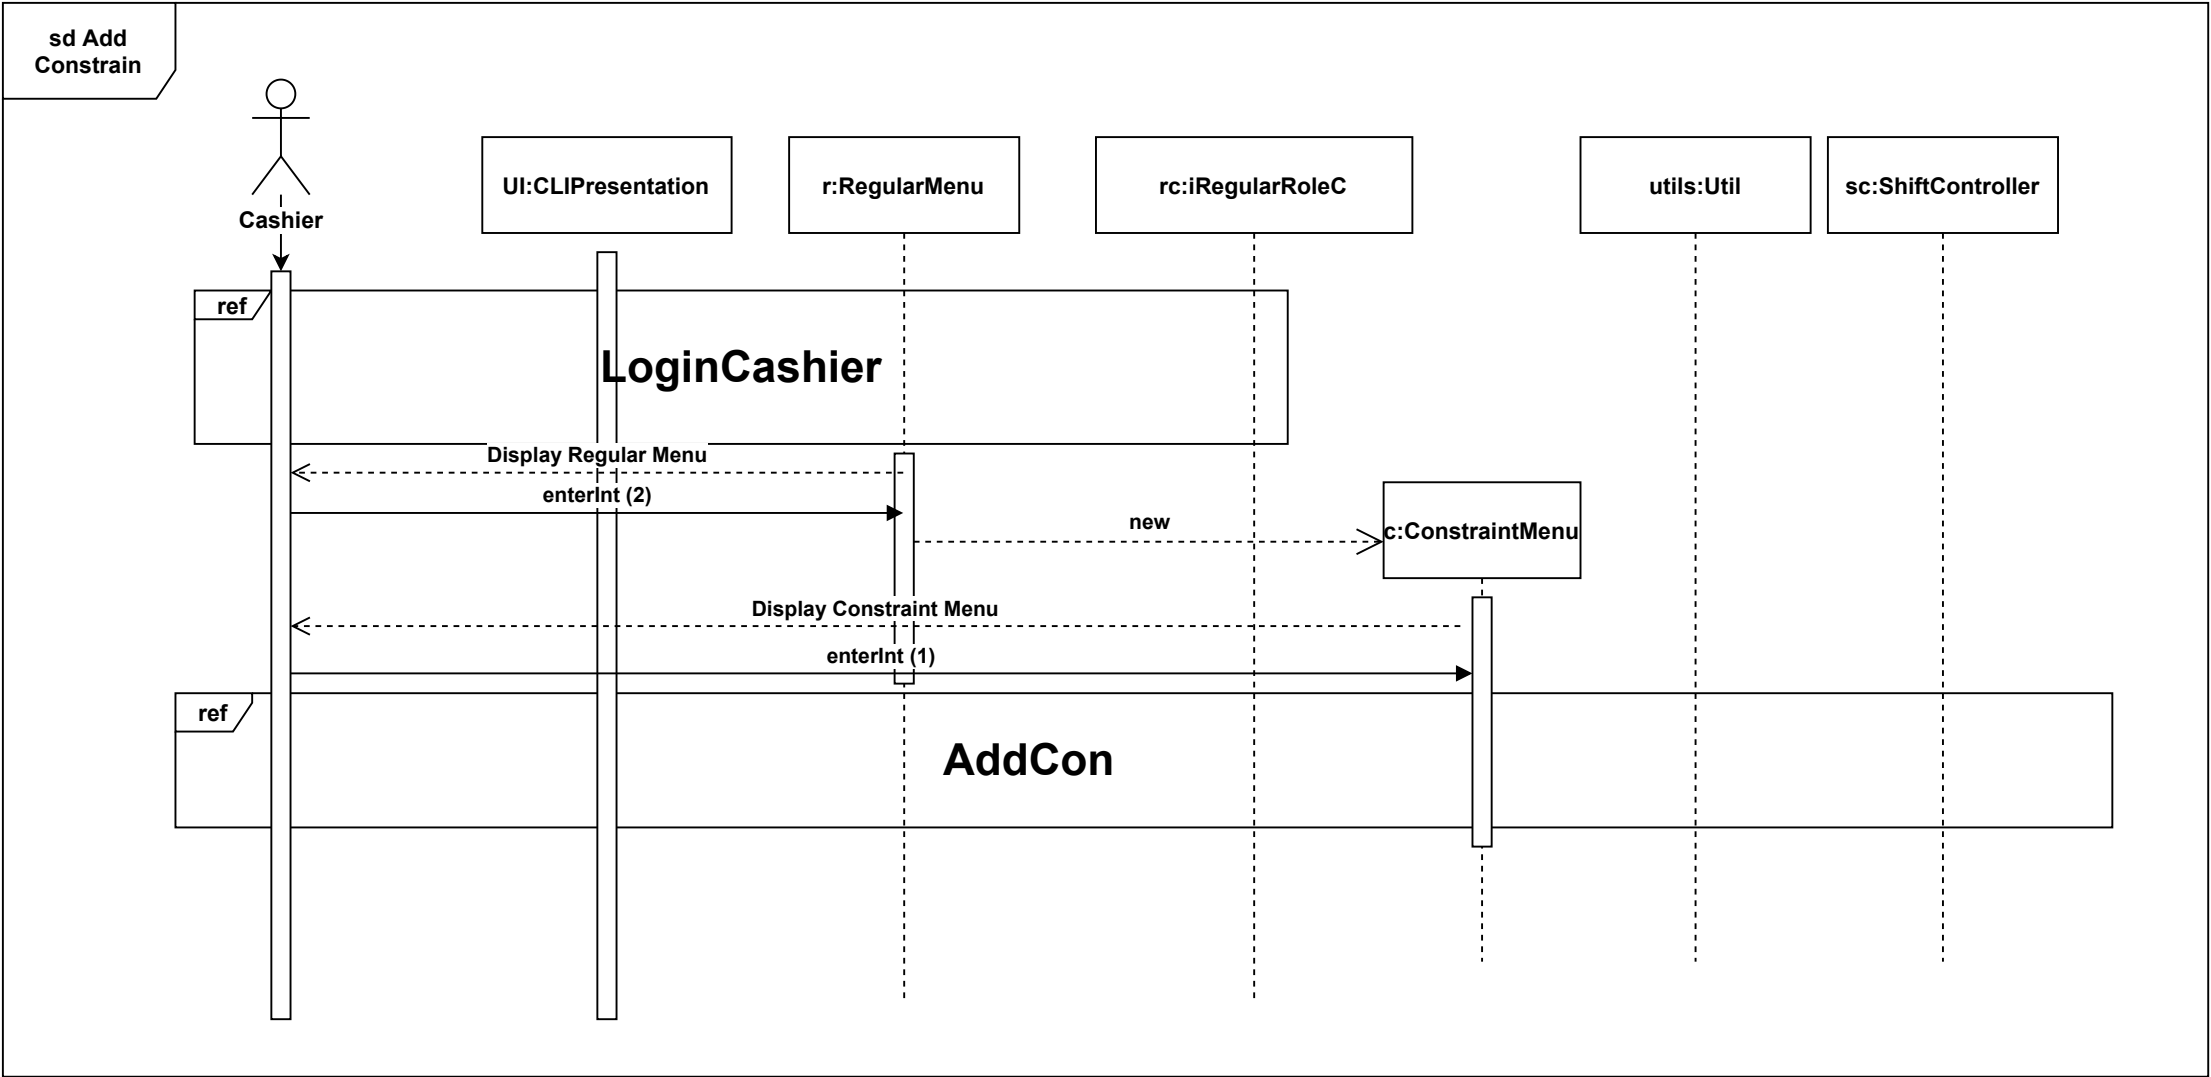 sd Add
Constrain
Cashier
UI:CLIPresentation
r:RegularMenu
rc:iRegularRoleC
utils:Util
sc:ShiftController
ref
LoginCashier
Display Regular Menu
enterInt (2)
new
c:ConstraintMenu
Display Constraint Menu
enterInt (1)
ref
AddCon